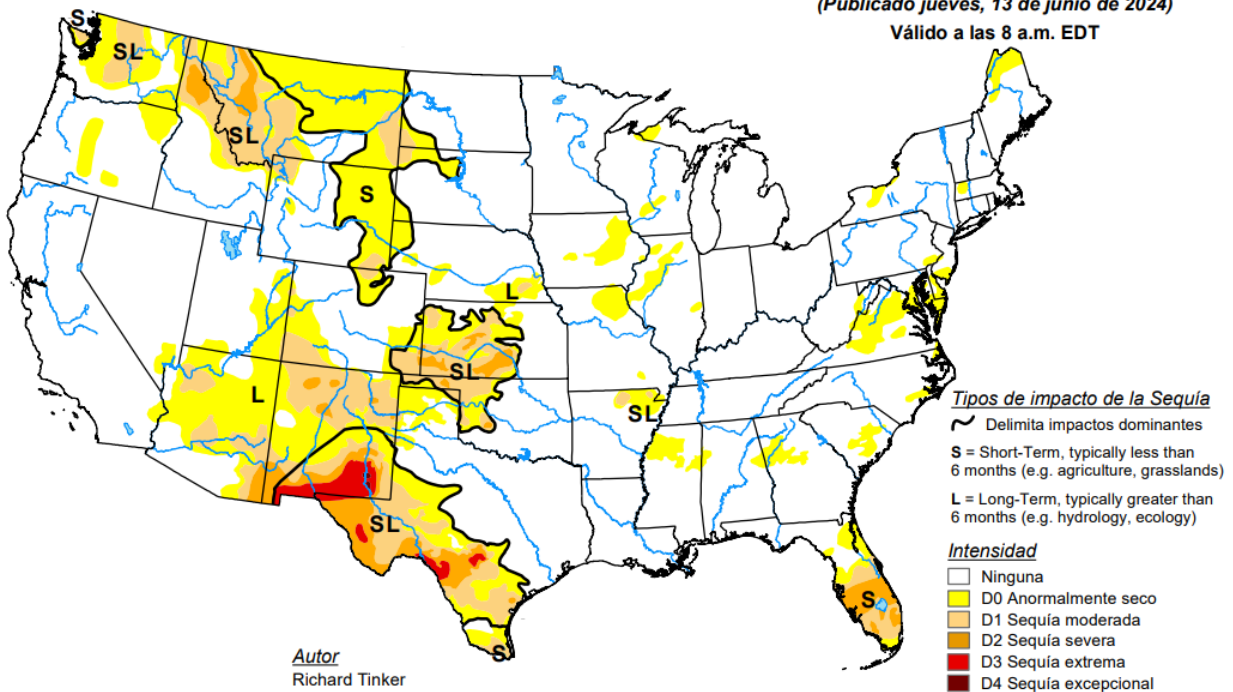 (Publicado jueves, 13 de junio de 2024)
Válido a las 8 a.m. EDT
S
SL
SL
S
L
SL
L
SL
SL
S
S
Tipos de impacto de la Sequía
Delimita impactos dominantes
S = Short-Term, typically less than
6 months (e.g. agriculture, grasslands)
L = Long-Term, typically greater than
6 months (e.g. hydrology, ecology)
Intensidad
Ninguna
D0 Anormalmente seco
D1 Sequía moderada
D2 Sequía severa
D3 Sequía extrema
D4 Sequía excepcional
Autor
Richard Tinker